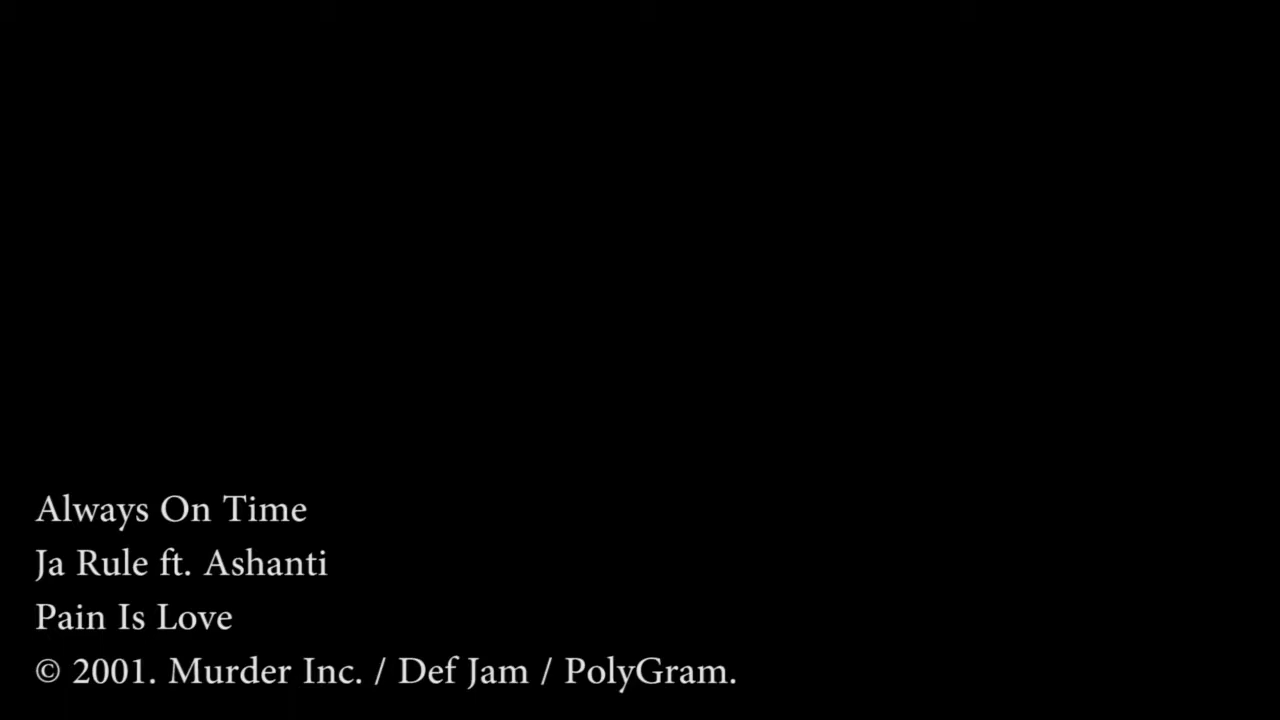 Always On Time
Ja Rule ft. Ashanti
Pain Is Love
© 2001. Murder Inc. / Def Jam / PolyGram.